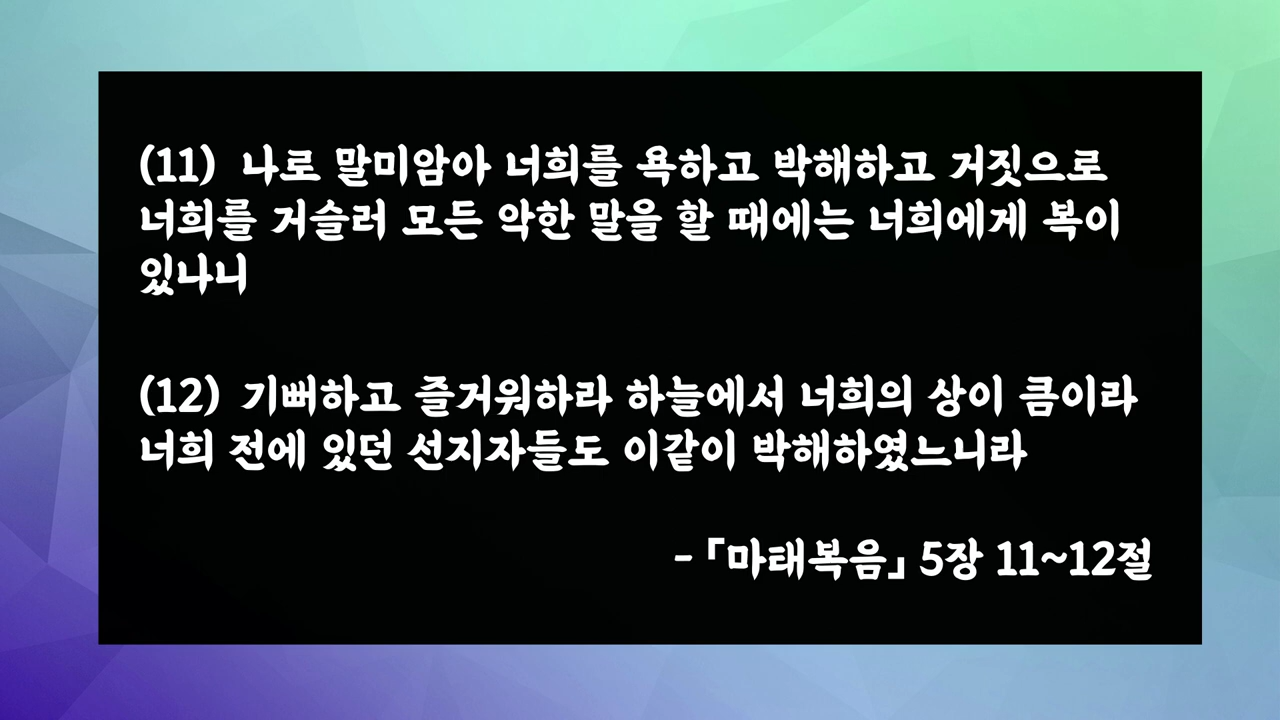 (11) 나로 말미암아 너희를 욕하고 박해하고 거짓으로
너희를 거슬러 모든 악한 말을 할 때에는 너희에게 복이
있나니
(12) 기뻐하고 즐거워하라 하늘에서 너희의 상이 큼이라
너희 전에 있던 선지자들도 이같이 박해하였느니라
-「마태복음」 5장 11~12절